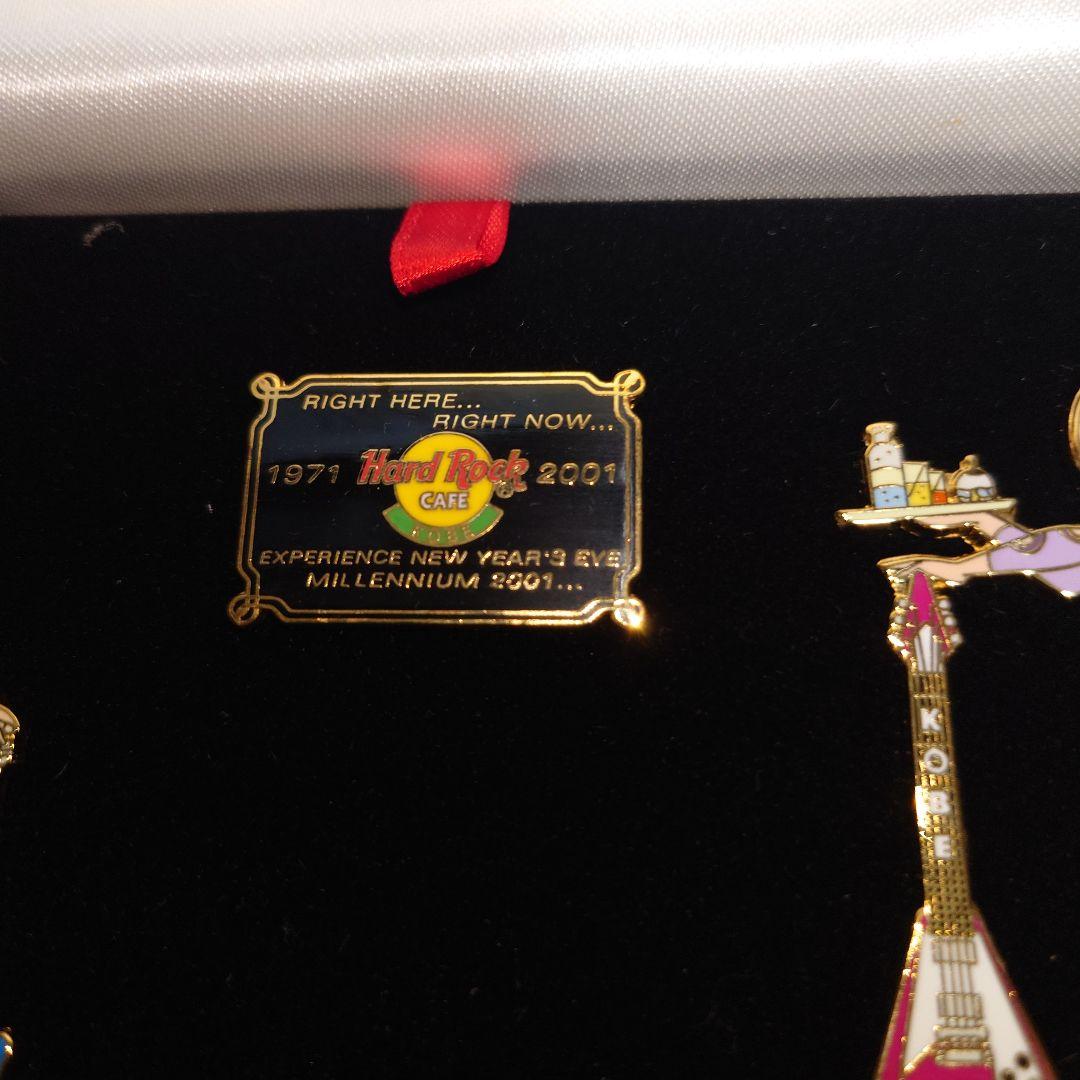 RIGHT HERE...
RIGHT NOW...
1971 Hard Rock® 2001
CAFE
KOBE
EXPERIENCE NEW YEAR'S EVE
MILLENNIUM 2001...
KOBE